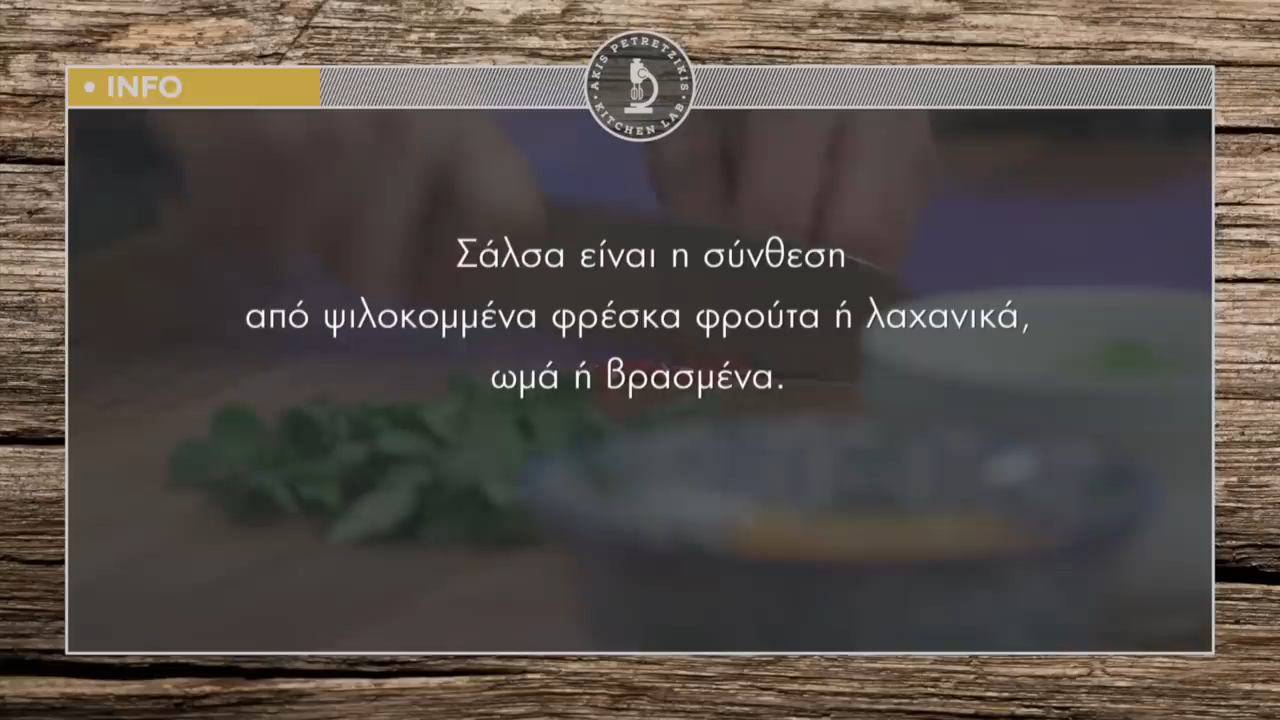 • INFO
AKIS PETRETZIKIS
• KITCHEN LAB •
Σάλσα είναι η σύνθεση
από ψιλοκομμένα φρέσκα φρούτα ή λαχανικά,
ωμά ή βρασμένα.